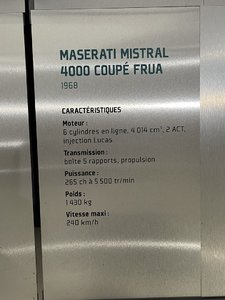 MASERATI MISTRAL
4000 COUPÉ FRUA
1968
CARACTÉRISTIQUES
Moteur :
6 cylindres en ligne, 4 014 cm³, 2 ACT,
injection Lucas
Transmission :
boîte 5 rapports, propulsion
Puissance :
265 ch à 5 500 tr/min
Poids :
1 430 kg
Vitesse maxi :
240 km/h